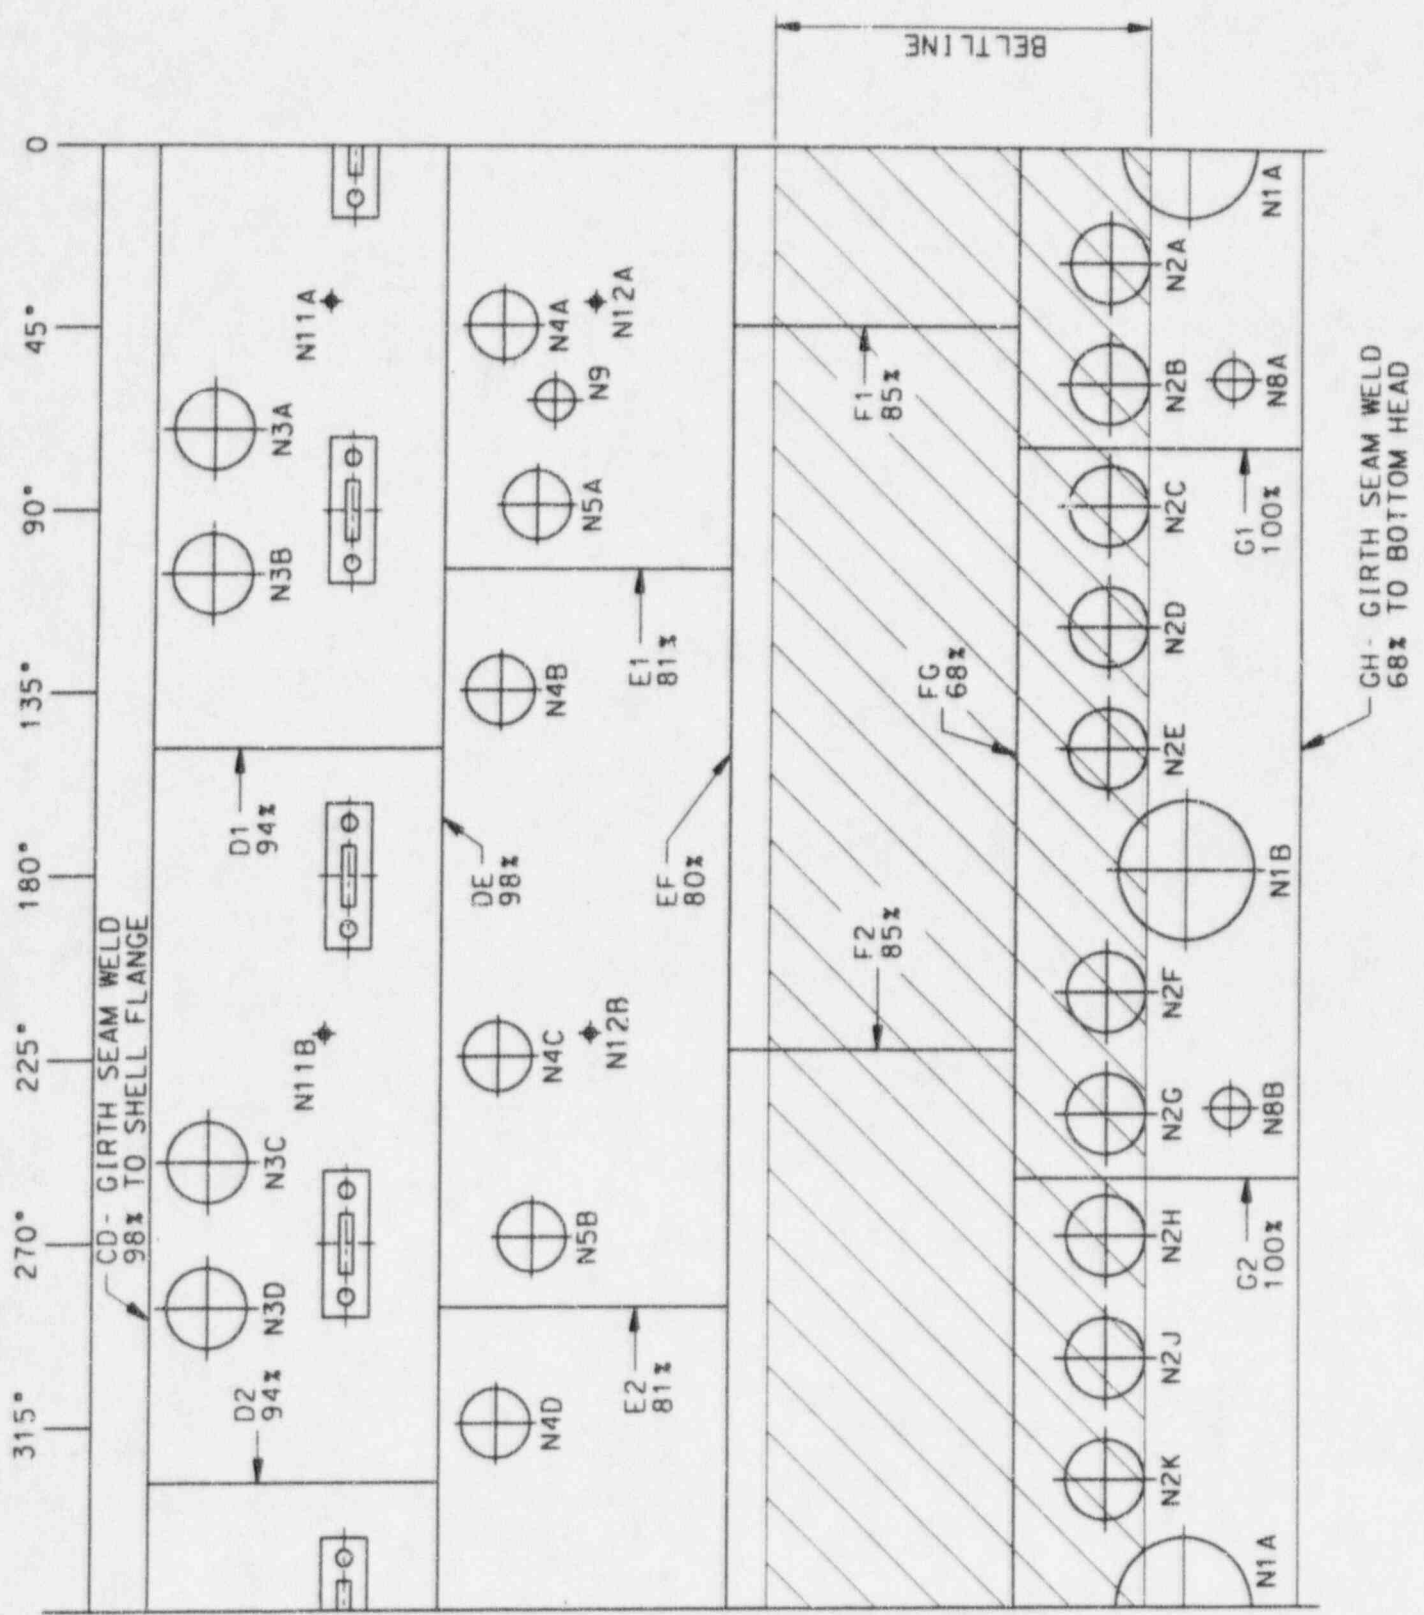 0
45°
90°
135°
180°
225°
270°
315°
CD- GIRTH SEAM WELD
98% TO SHELL FLANGE
N3A
N3B
N3C
N3D
N11A
N11B
D1
94%
D2
94%
DE
98%
N4A
N9
N12A
N5A
N4B
N4C
N12B
N5B
N4D
E1
81%
E2
81%
EF
80%
BELTLINE
F1
85%
F2
85%
FG
68%
N1A
N2A
N2B
N2C
N2D
N2E
N1B
N2F
N2G
N2H
N2J
N2K
N1A
N8A
N8B
G1
100%
G2
100%
GH- GIRTH SEAM WELD
68% TO BOTTOM HEAD